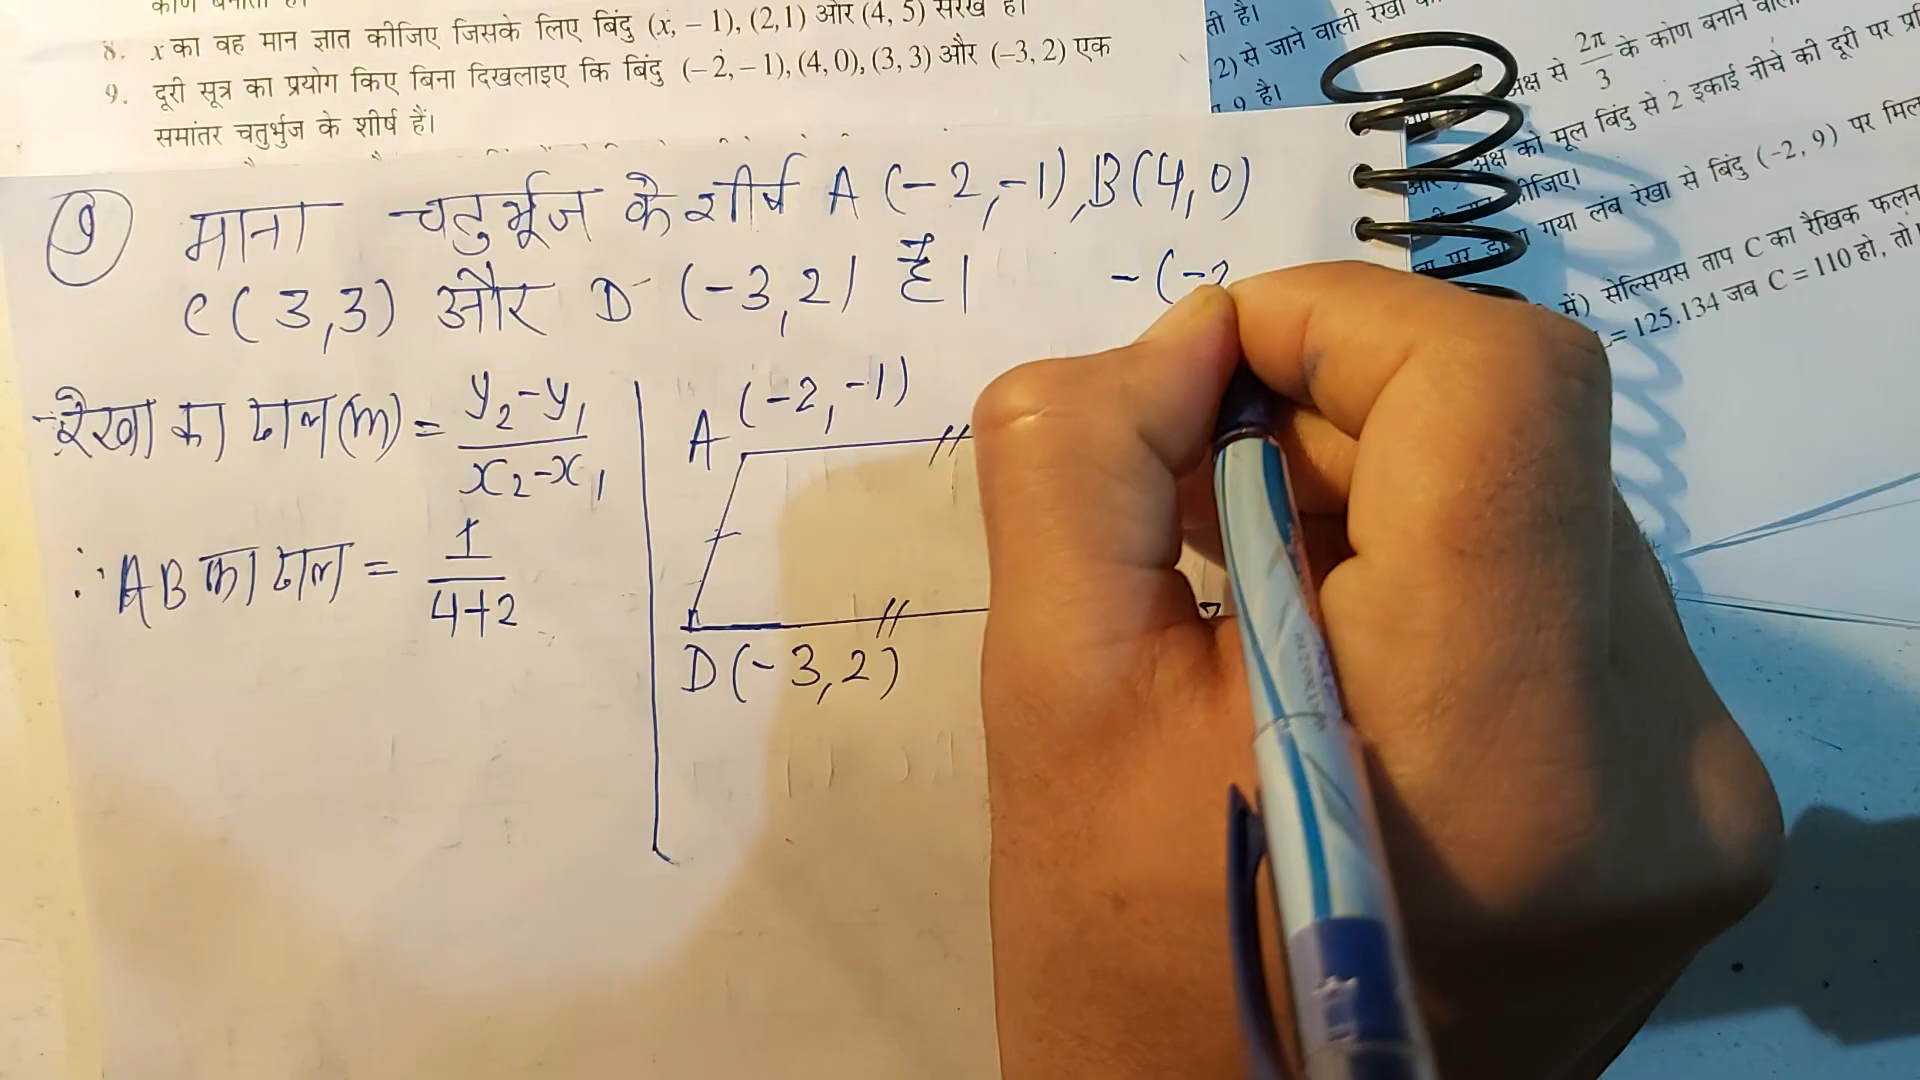 8. x का वह मान ज्ञात कीजिए जिसके लिए बिंदु (x, – 1), (2,1) और (4, 5) सरेख हैं।
9. दूरी सूत्र का प्रयोग किए बिना दिखलाइए कि बिंदु (– 2, – 1), (4, 0), (3, 3) और (–3, 2) एक
समांतर चतुर्भुज के शीर्ष हैं।
ती है।
2) से जाने वाली रेखा
9 है।
अक्ष से 2π/3 के कोण बनाने
अक्ष को मूल बिंदु से 2 इकाई नीचे की दूरी पर
कीजिए।
गया लंब रेखा से बिंदु (–2, 9) पर
में) सेल्सियस ताप C का रैखिक फलन
= 125.134 जब C = 110 हो, तो
9 माना चतुर्भूज के शीर्ष A (-2,-1), B(4,0)
C(3,3) और D (-3,2) है।
-(-2
रेखा का ढाल(m) = y₂-y₁/x₂-x₁
∴ AB का ढाल = 1/4+2
A (-2,-1)
D(-3,2)